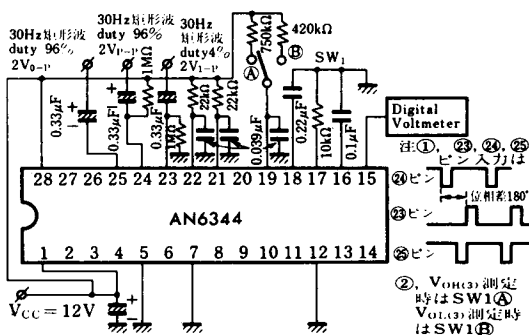 30Hz矩形波
duty 96%
2V0-P
30Hz 矩形波
duty 96%
2VP-P
30Hz矩形波
duty4%
2V1-P
1MΩ
0.33μF
0.33μF
0.33μF
1MΩ
22kΩ
22kΩ
0.039μF
750kΩ
420kΩ
Ⓐ
Ⓑ
SW1
0.22μF
10kΩ
0.1μF
Digital
Voltmeter
28 27 26 25 24 23 22 21 20 19 18 17 16 15
AN6344
1 2 3 4 5 6 7 8 9 10 11 12 13 14
VCC=12V
注①, ㉓, ㉔, ㉕
ピン入力は
㉔ピン
位相差180°
㉓ピン
㉕ピン
②, VOH(3) 測定
時はSW1Ⓐ
VOL(3) 測定
時はSW1Ⓑ